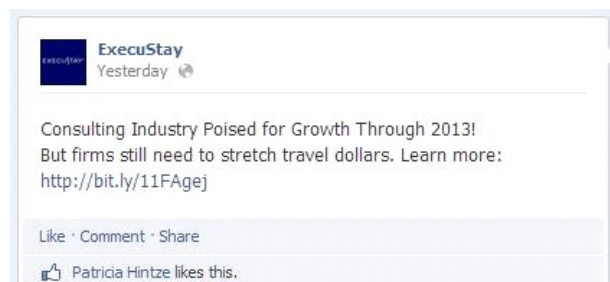 EXECUSTAY
ExecuStay
Yesterday
Consulting Industry Poised for Growth Through 2013!
But firms still need to stretch travel dollars. Learn more:
http://bit.ly/11FAgej
Like · Comment · Share
Patricia Hintze likes this.